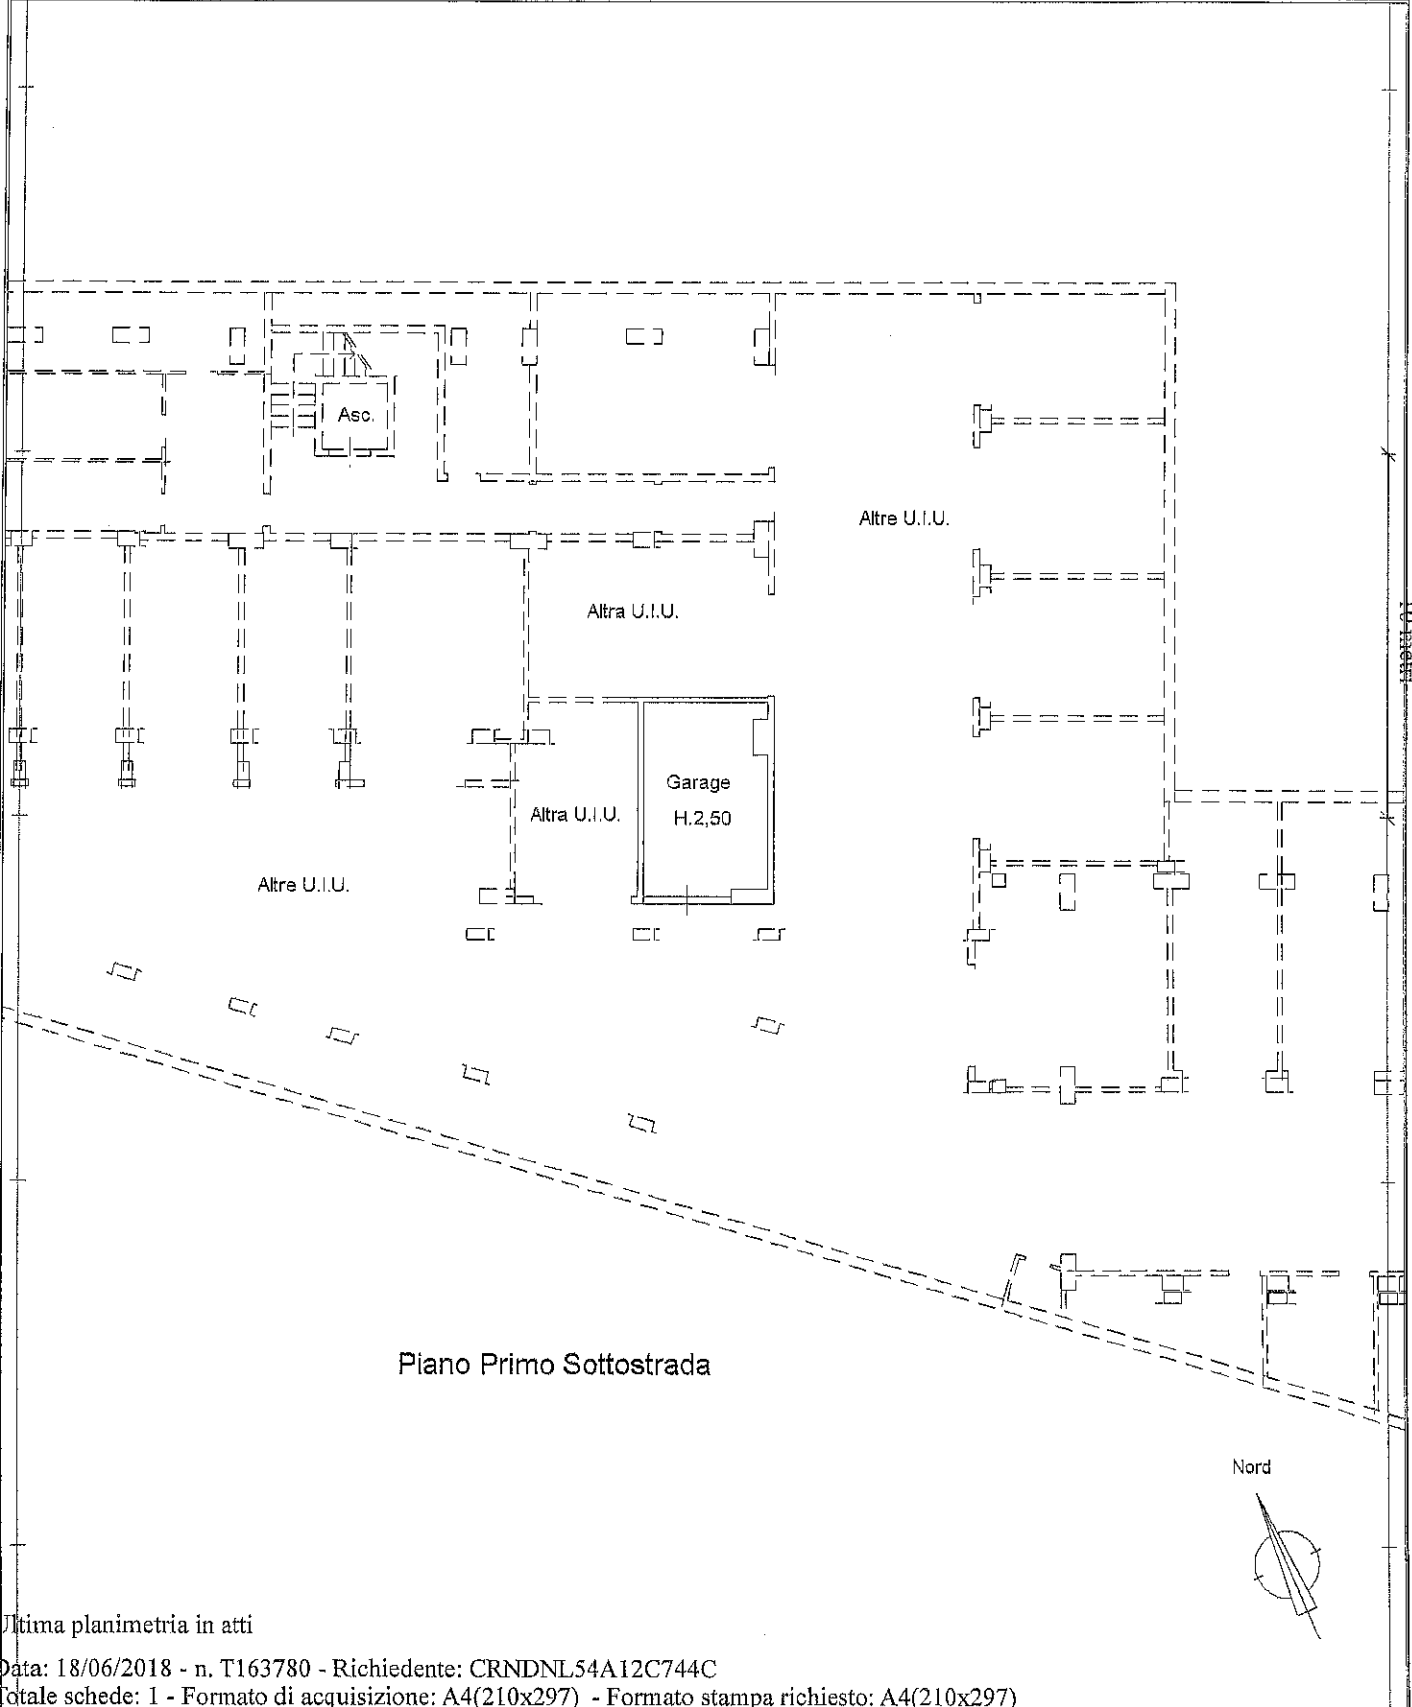 Asc.
Altre U.I.U.
Altra U.I.U.
Garage
H.2,50
Altra U.I.U.
Altre U.I.U.
Piano Primo Sottostrada
Nord
Ultima planimetria in atti
Data: 18/06/2018 - n. T163780 - Richiedente: CRNDNL54A12C744C
Totale schede: 1 - Formato di acquisizione: A4(210x297) - Formato stampa richiesto: A4(210x297)